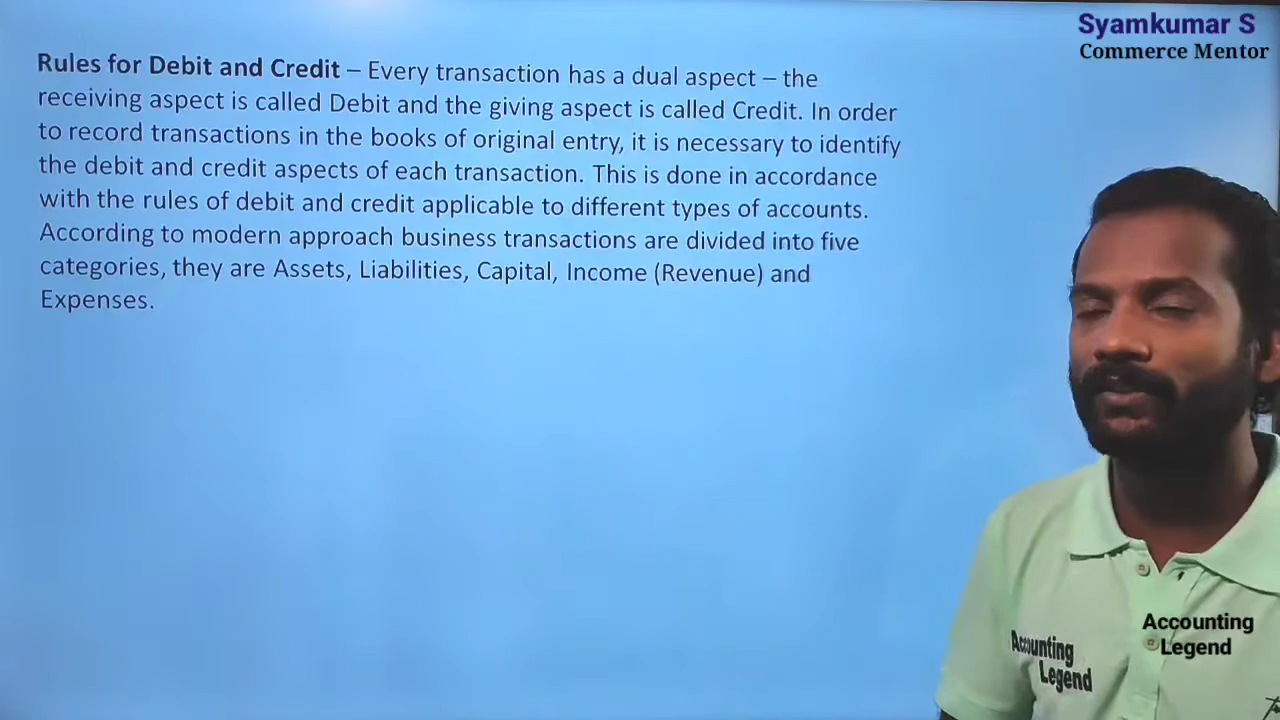 Syamkumar S
Commerce Mentor
Rules for Debit and Credit – Every transaction has a dual aspect – the
receiving aspect is called Debit and the giving aspect is called Credit. In order
to record transactions in the books of original entry, it is necessary to identify
the debit and credit aspects of each transaction. This is done in accordance
with the rules of debit and credit applicable to different types of accounts.
According to modern approach business transactions are divided into five
categories, they are Assets, Liabilities, Capital, Income (Revenue) and
Expenses.
Accounting
Legend
Accounting
Legend